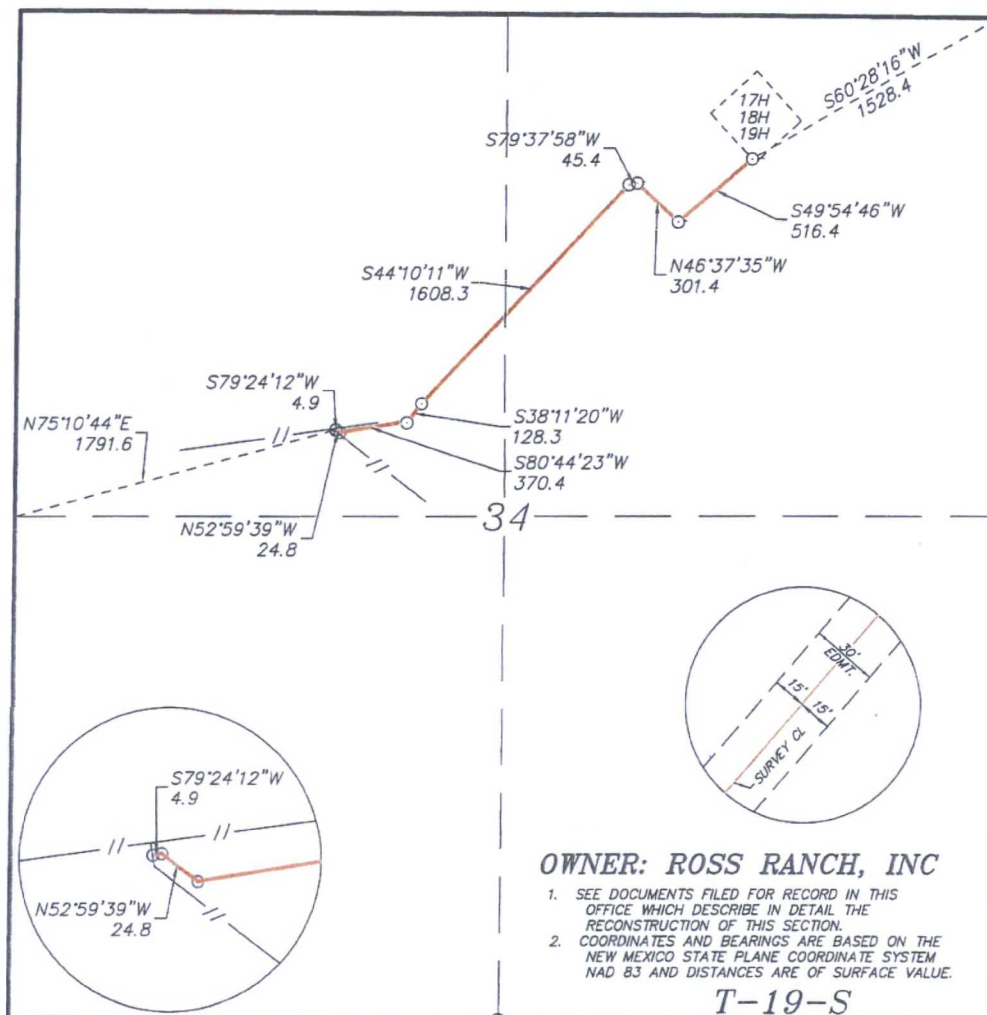 S60°28'16"W
1528.4
17H
18H
19H
S79°37'58"W
45.4
S49°54'46"W
516.4
N46°37'35"W
301.4
S44°10'11"W
1608.3
S79°24'12"W
4.9
N75°10'44"E
1791.6
S38°11'20"W
128.3
S80°44'23"W
370.4
N52°59'39"W
24.8
34
30'
EDMT.
15'
15'
SURVEY CL
S79°24'12"W
4.9
N52°59'39"W
24.8
OWNER: ROSS RANCH, INC
1. SEE DOCUMENTS FILED FOR RECORD IN THIS
OFFICE WHICH DESCRIBE IN DETAIL THE
RECONSTRUCTION OF THIS SECTION.
2. COORDINATES AND BEARINGS ARE BASED ON THE
NEW MEXICO STATE PLANE COORDINATE SYSTEM
NAD 83 AND DISTANCES ARE OF SURFACE VALUE.
T-19-S